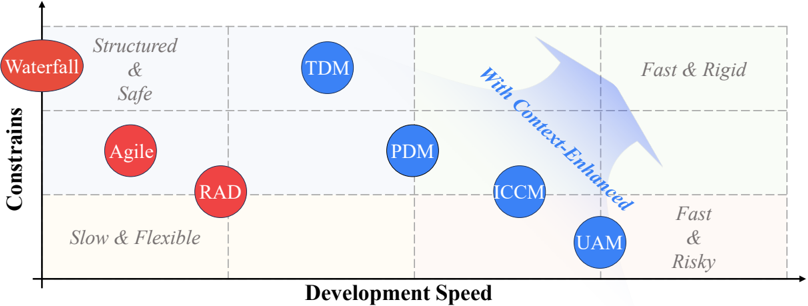 Constrains
Waterfall
Structured
&
Safe
TDM
Fast & Rigid
With Context-Enhanced
Agile
PDM
RAD
ICCM
Slow & Flexible
UAM
Fast
&
Risky
Development Speed